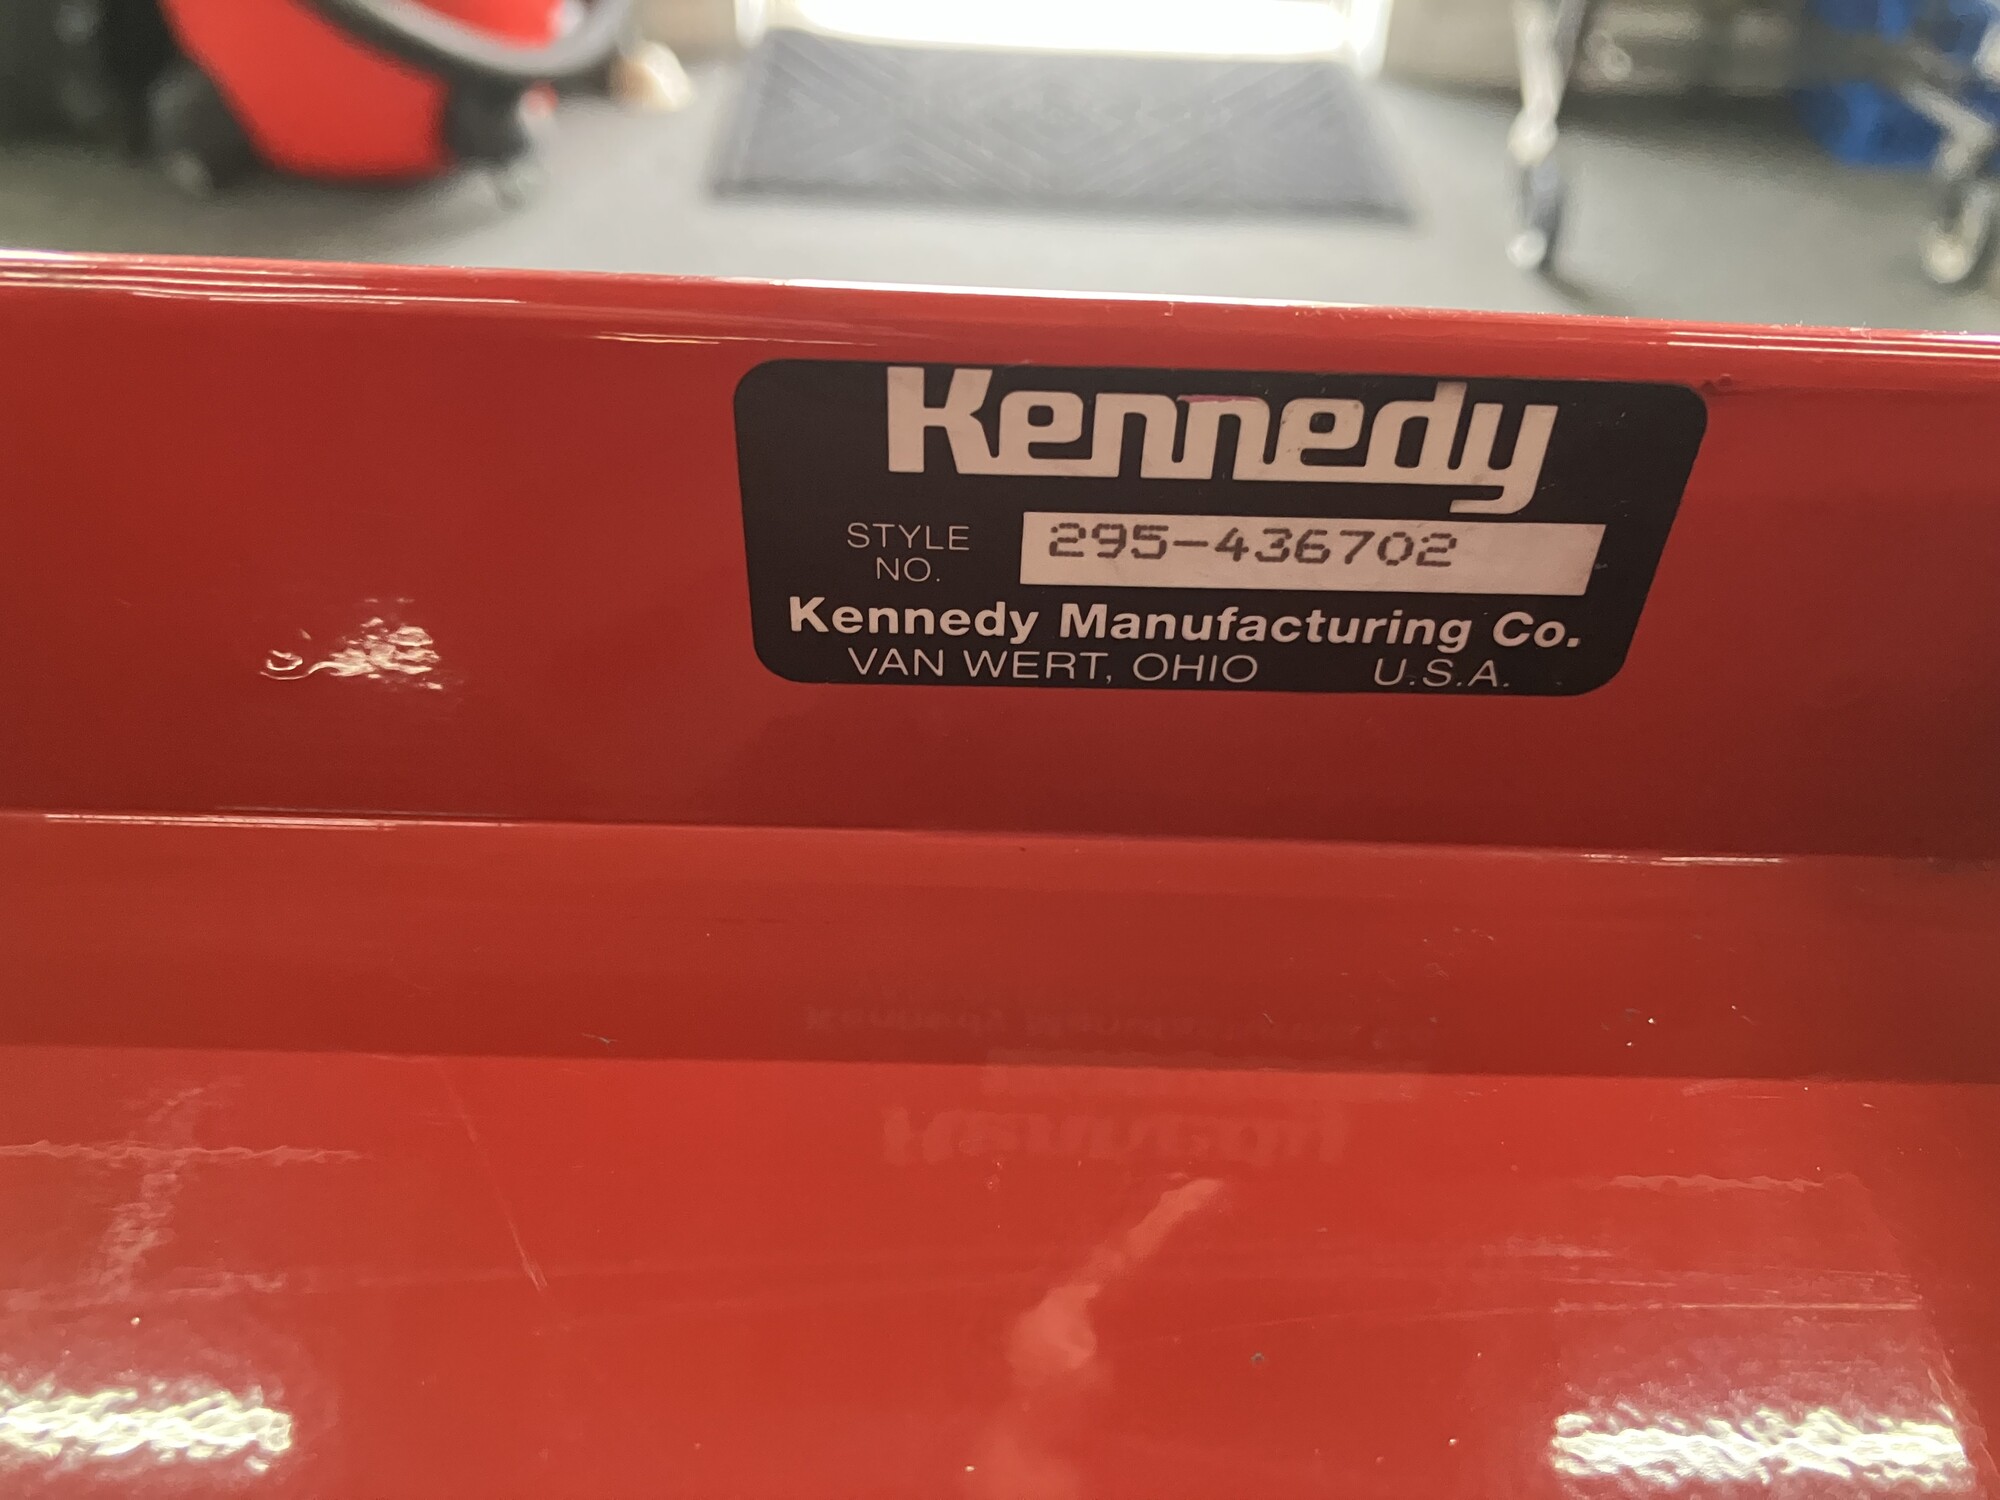 Kennedy
STYLE NO. 295-436702
Kennedy Manufacturing Co.
VAN WERT, OHIO U.S.A.